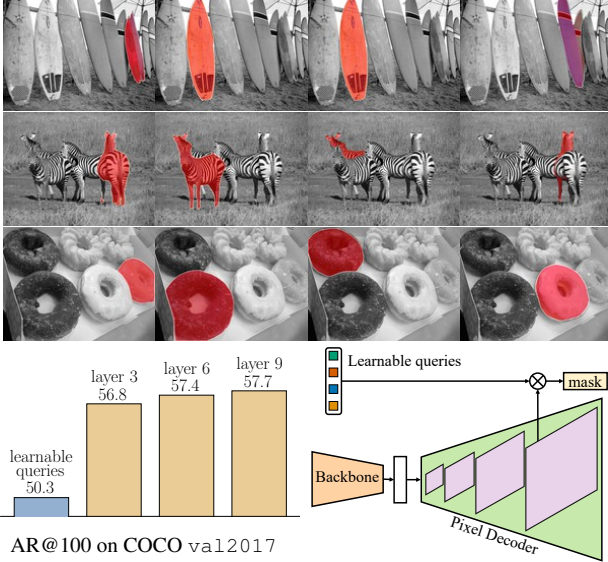 layer 3
56.8
layer 6
57.4
layer 9
57.7
learnable
queries
50.3
AR@100 on COCO val2017
Learnable queries
mask
Backbone
Pixel Decoder